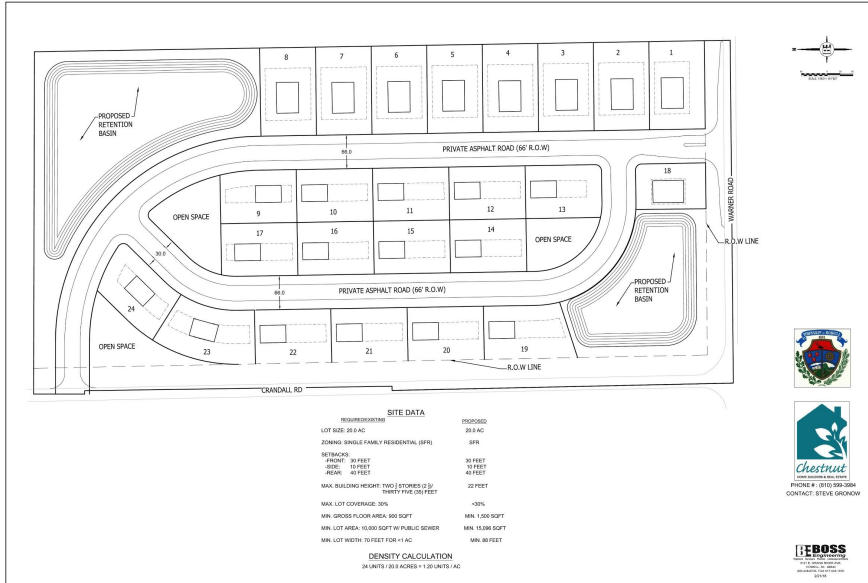 8 7 6 5 4 3 2 1
PROPOSED
RETENTION
BASIN
66.0
PRIVATE ASPHALT ROAD (66' R.O.W)
18
WARNER ROAD
OPEN SPACE
9 10 11 12 13
17 16 15 14
OPEN SPACE
R.O.W LINE
30.0
66.0
PRIVATE ASPHALT ROAD (66' R.O.W)
PROPOSED
RETENTION
BASIN
24
OPEN SPACE
23 22 21 20 19
R.O.W LINE
CRANDALL RD
SITE DATA
REQUIRED/EXISTING PROPOSED
LOT SIZE: 20.0 AC 20.0 AC
ZONING: SINGLE FAMILY RESIDENTIAL (SFR) SFR
SETBACKS:
-FRONT: 30 FEET 30 FEET
-SIDE: 10 FEET 10 FEET
-REAR: 40 FEET 40 FEET
MAX. BUILDING HEIGHT: TWO ½ STORIES (2 ½)/ 22 FEET
THIRTY FIVE (35) FEET
MAX. LOT COVERAGE: 30% <30%
MIN. GROSS FLOOR AREA: 900 SQFT MIN. 1,500 SQFT
MIN. LOT AREA: 10,000 SQFT W/ PUBLIC SEWER MIN. 15,096 SQFT
MIN. LOT WIDTH: 70 FEET FOR <1 AC MIN. 88 FEET
DENSITY CALCULATION
24 UNITS / 20.0 ACRES = 1.20 UNITS / AC
Chestnut
HOME BUILDERS & REAL ESTATE
PHONE # : (810) 599-3984
CONTACT: STEVE GRONOW
BE BOSS
Engineering